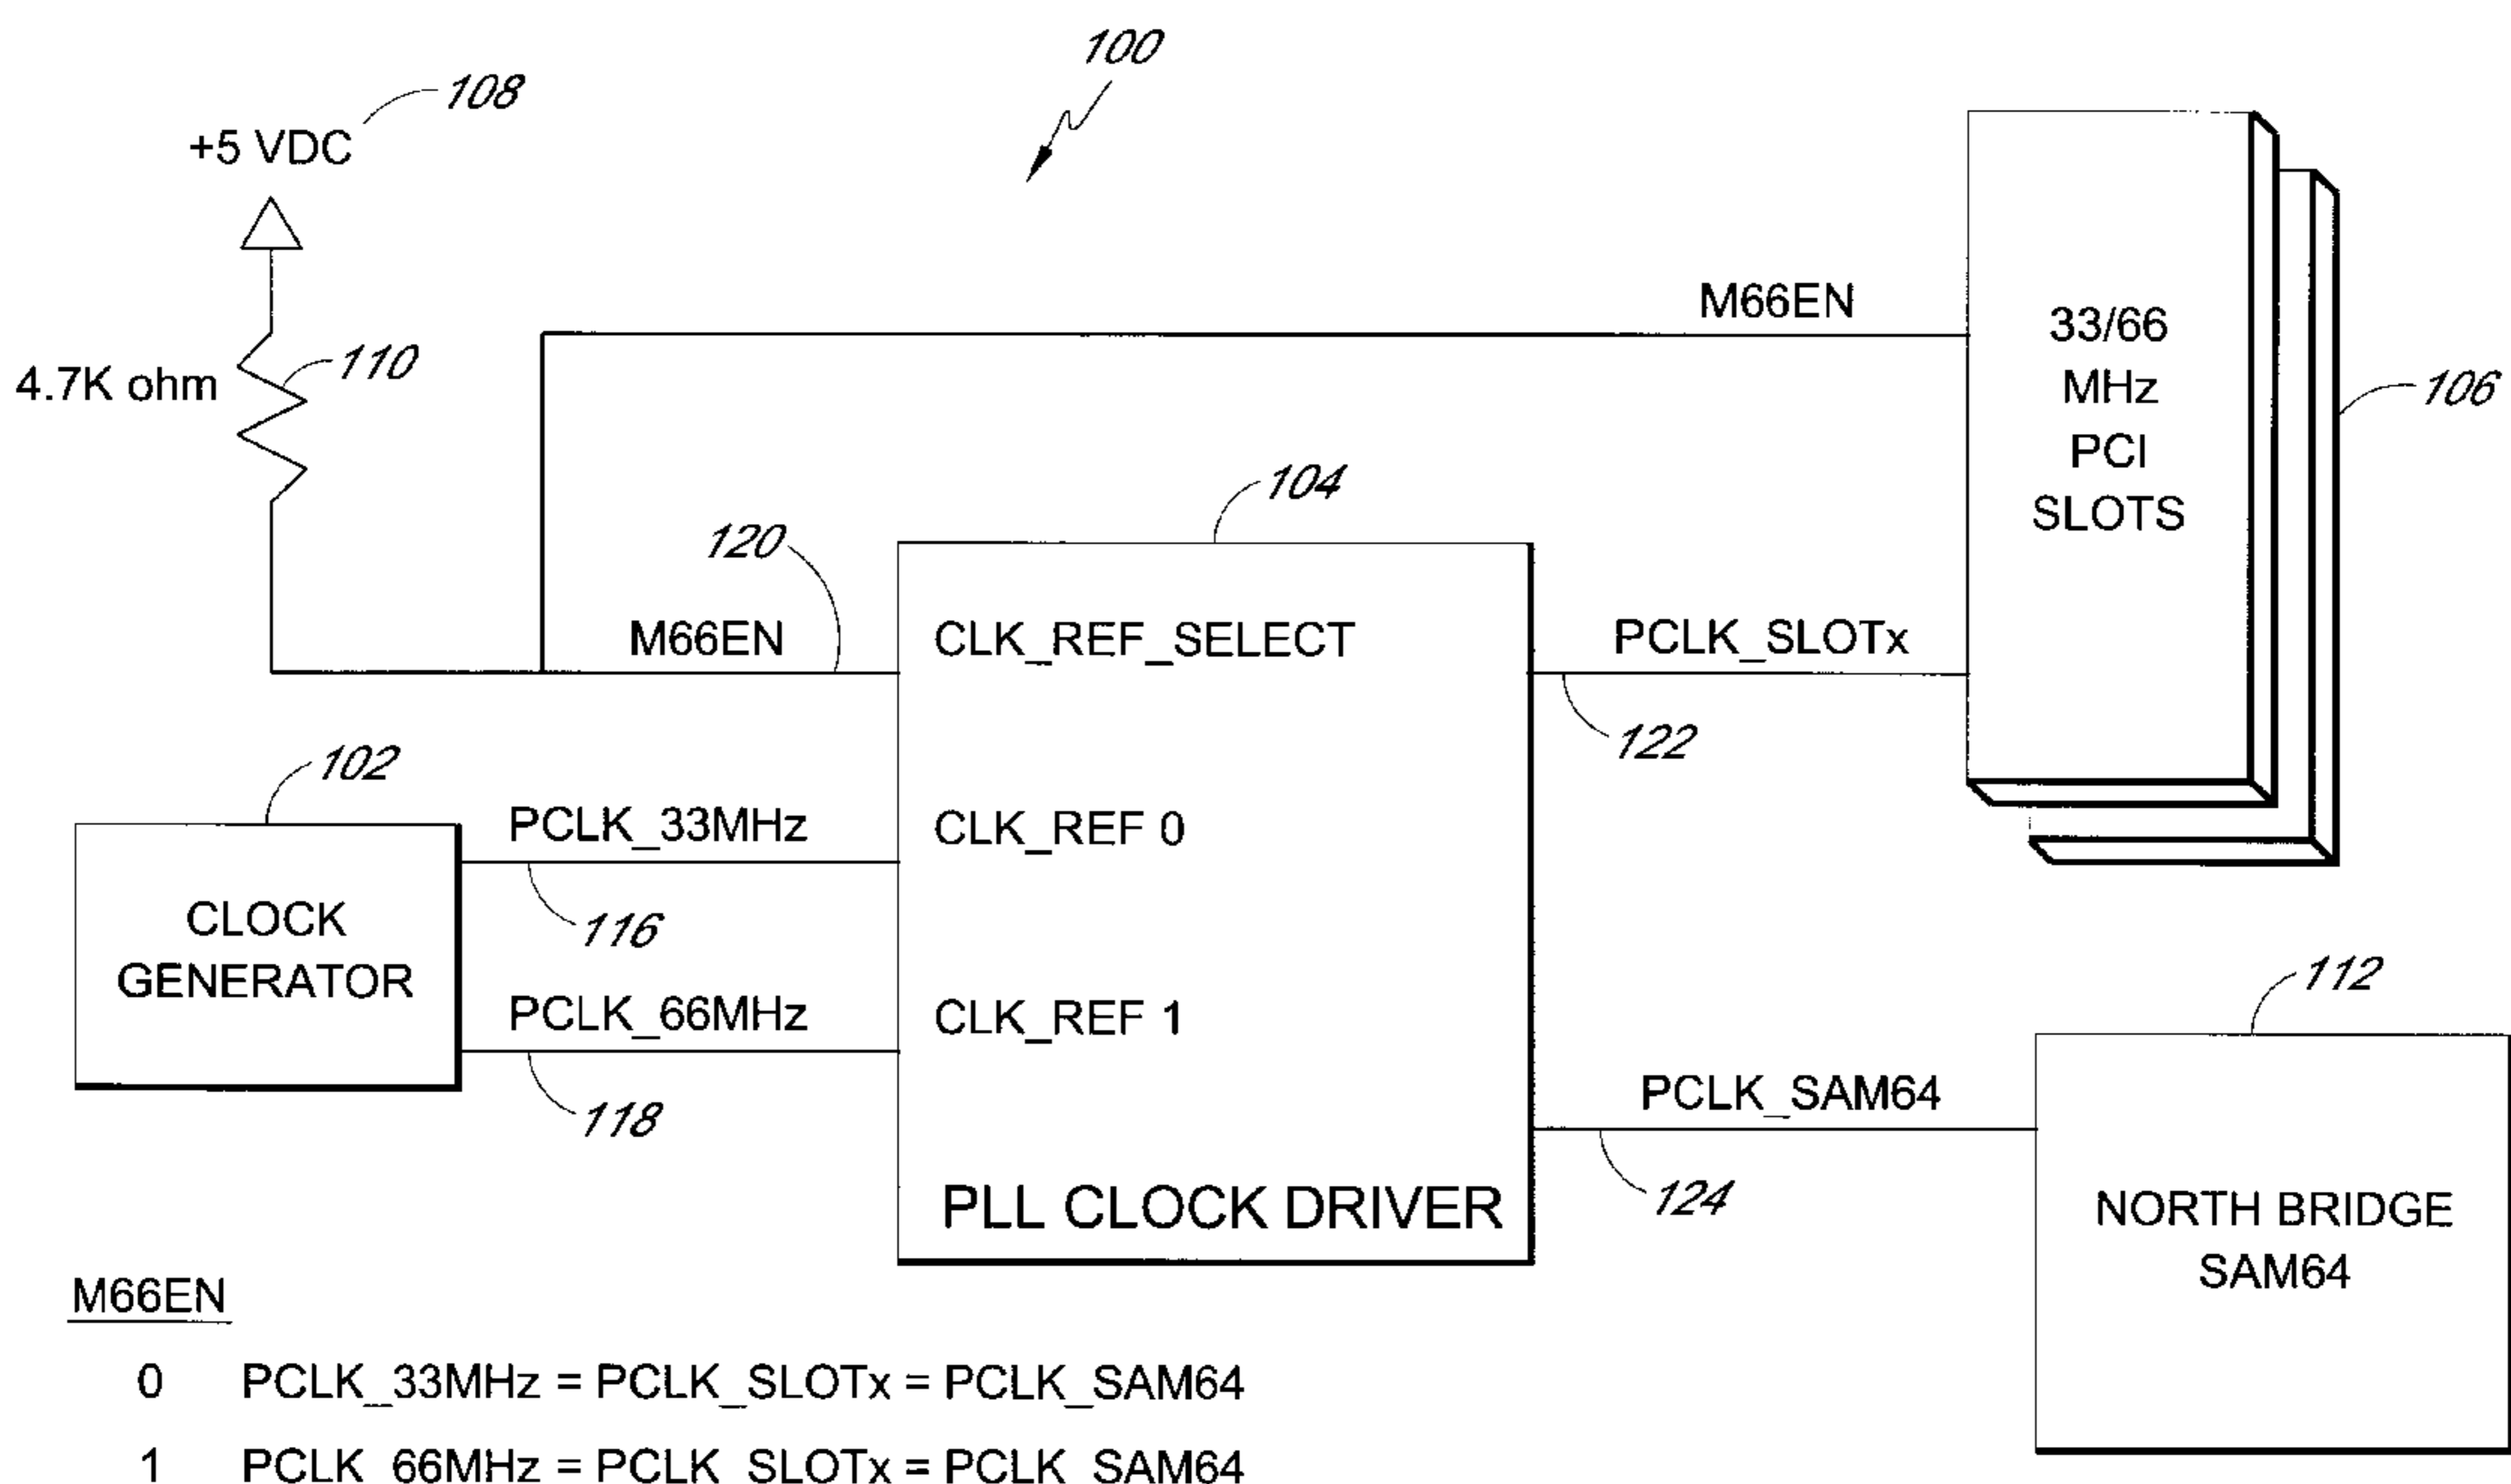 100
108
+5 VDC
M66EN
33/66
MHz
PCI
SLOTS
106
4.7K ohm
110
104
120
M66EN
CLK_REF_SELECT
PCLK_SLOTx
122
102
PCLK_33MHz
CLK_REF 0
116
CLOCK
GENERATOR
PCLK_66MHz
CLK_REF 1
118
112
PCLK_SAM64
124
PLL CLOCK DRIVER
NORTH BRIDGE
SAM64
M66EN
0 PCLK_33MHz = PCLK_SLOTx = PCLK_SAM64
1 PCLK_66MHz = PCLK_SLOTx = PCLK_SAM64